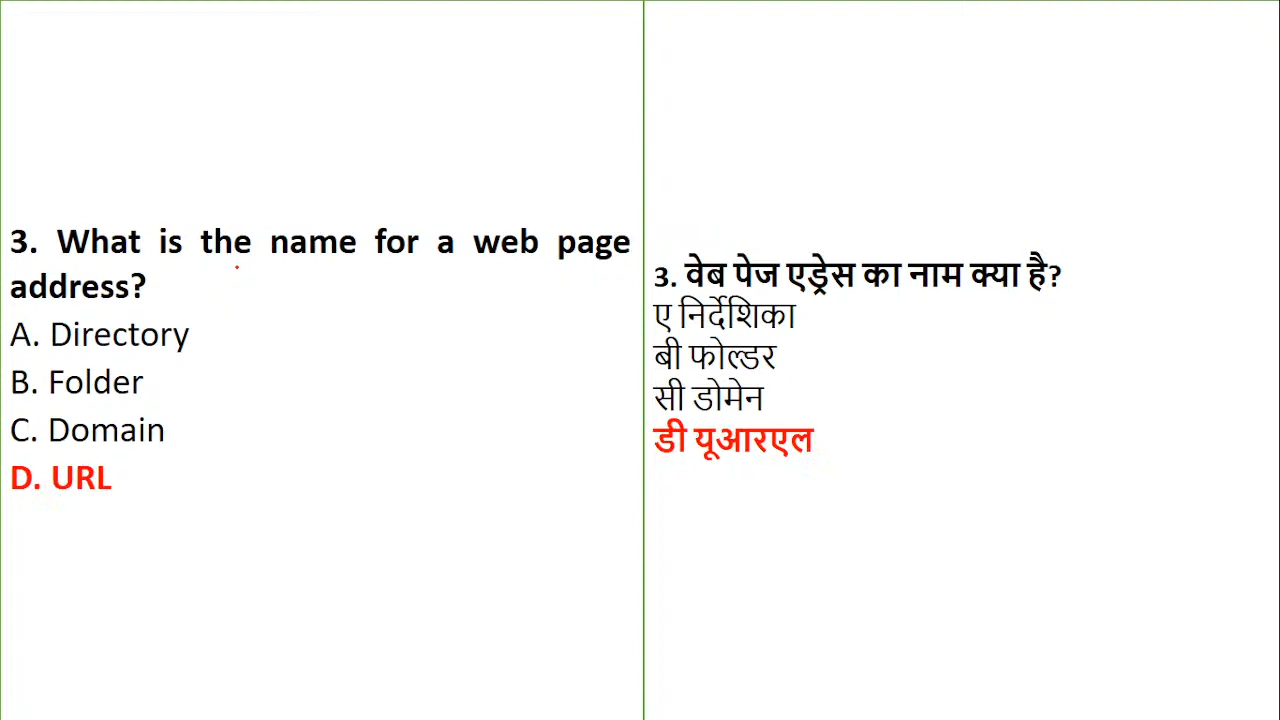 3. What is the name for a web page
address?
A. Directory
B. Folder
C. Domain
D. URL
3. वेब पेज एड्रेस का नाम क्या है?
ए निर्देशिका
बी फोल्डर
सी डोमेन
डी यूआरएल